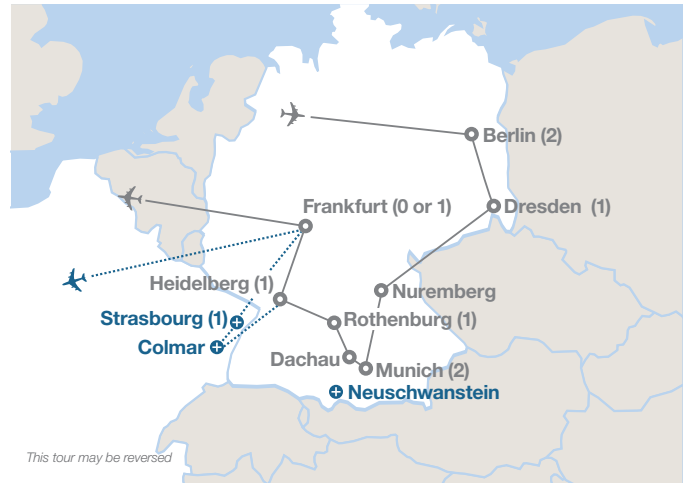 Berlin (2)
Frankfurt (0 or 1)
Dresden (1)
Heidelberg (1)
Nuremberg
Strasbourg (1)
Rothenburg (1)
Colmar
Dachau
Munich (2)
Neuschwanstein
This tour may be reversed